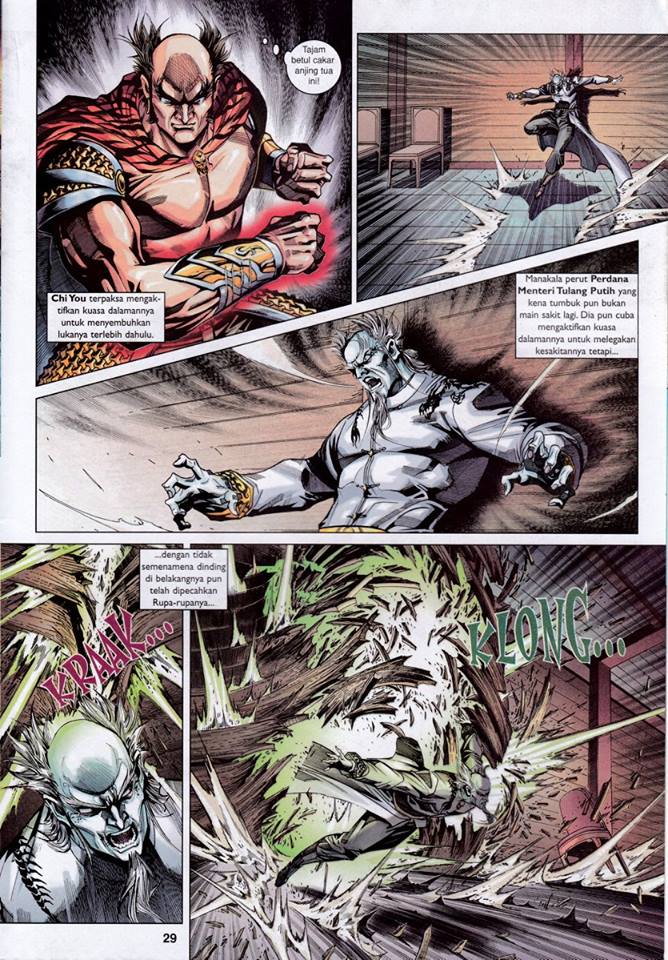 Tajam
betul cakar
anjing tua
ini!
Chi You terpaksa mengak-
tifkan kuasa dalamannya
untuk menyembuhkan
lukanya terlebih dahulu.
Manakala perut Perdana
Menteri Tulang Putih yang
kena tumbuk pun bukan
main sakit lagi. Dia pun cuba
mengaktifkan kuasa
dalamannya untuk melegakan
kesakitannya tetapi...
...dengan tidak
semenamena dinding
di belakangnya pun
telah dipecahkan
Rupa-rupanya...
KRAAK...
KLONG...
29